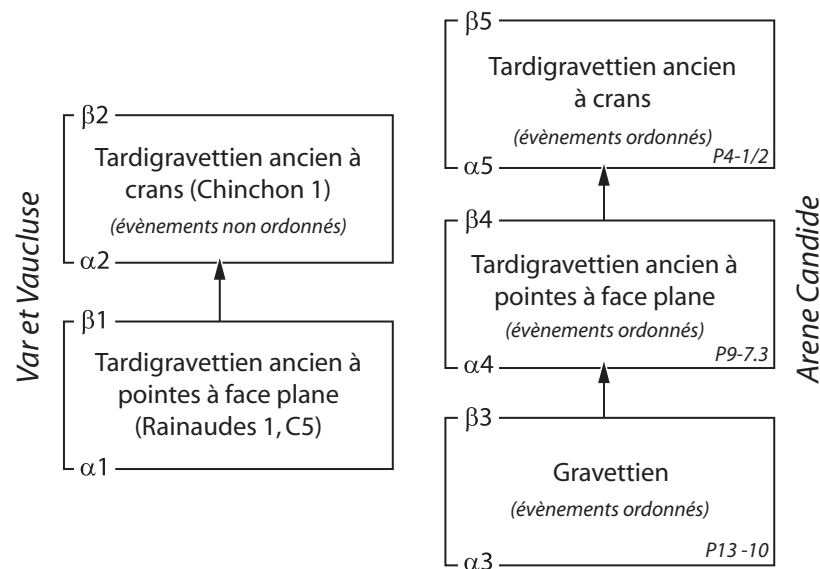 Var et Vaucluse
β2
Tardigravettien ancien à
crans (Chinchon 1)
(évènements non ordonnés)
α2
β1
Tardigravettien ancien à
pointes à face plane
(Rainaudes 1, C5)
α1
β5
Tardigravettien ancien
à crans
(évènements ordonnés)
P4-1/2
α5
β4
Tardigravettien ancien à
pointes à face plane
(évènements ordonnés)
P9-7.3
α4
β3
Gravettien
(évènements ordonnés)
P13 -10
α3
Arene Candide